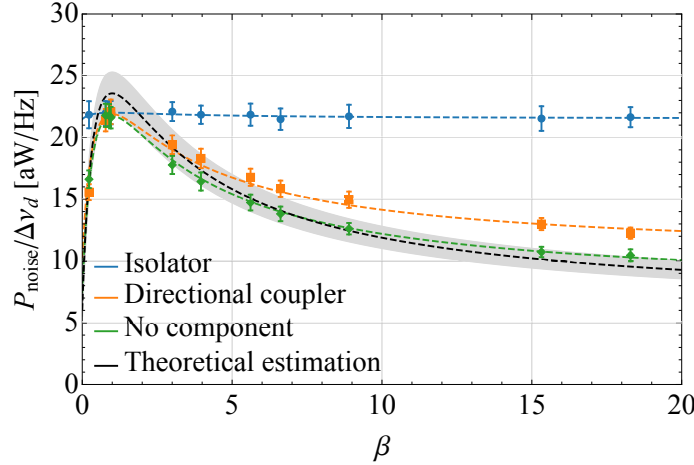 P_noise/Δν_d [aW/Hz]
30
25
20
15
10
5
0
Isolator
Directional coupler
No component
Theoretical estimation
0 5 10 15 20
β